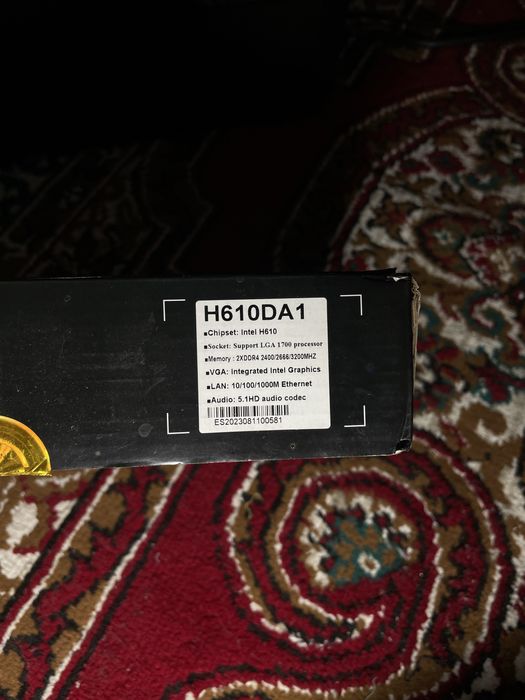 H610DA1
▪Chipset: Intel H610
▪Socket: Support LGA 1700 processor
▪Memory : 2XDDR4 2400/2666/3200MHZ
▪VGA: Integrated Intel Graphics
▪LAN: 10/100/1000M Ethernet
▪Audio: 5.1HD audio codec
ES2023081100581